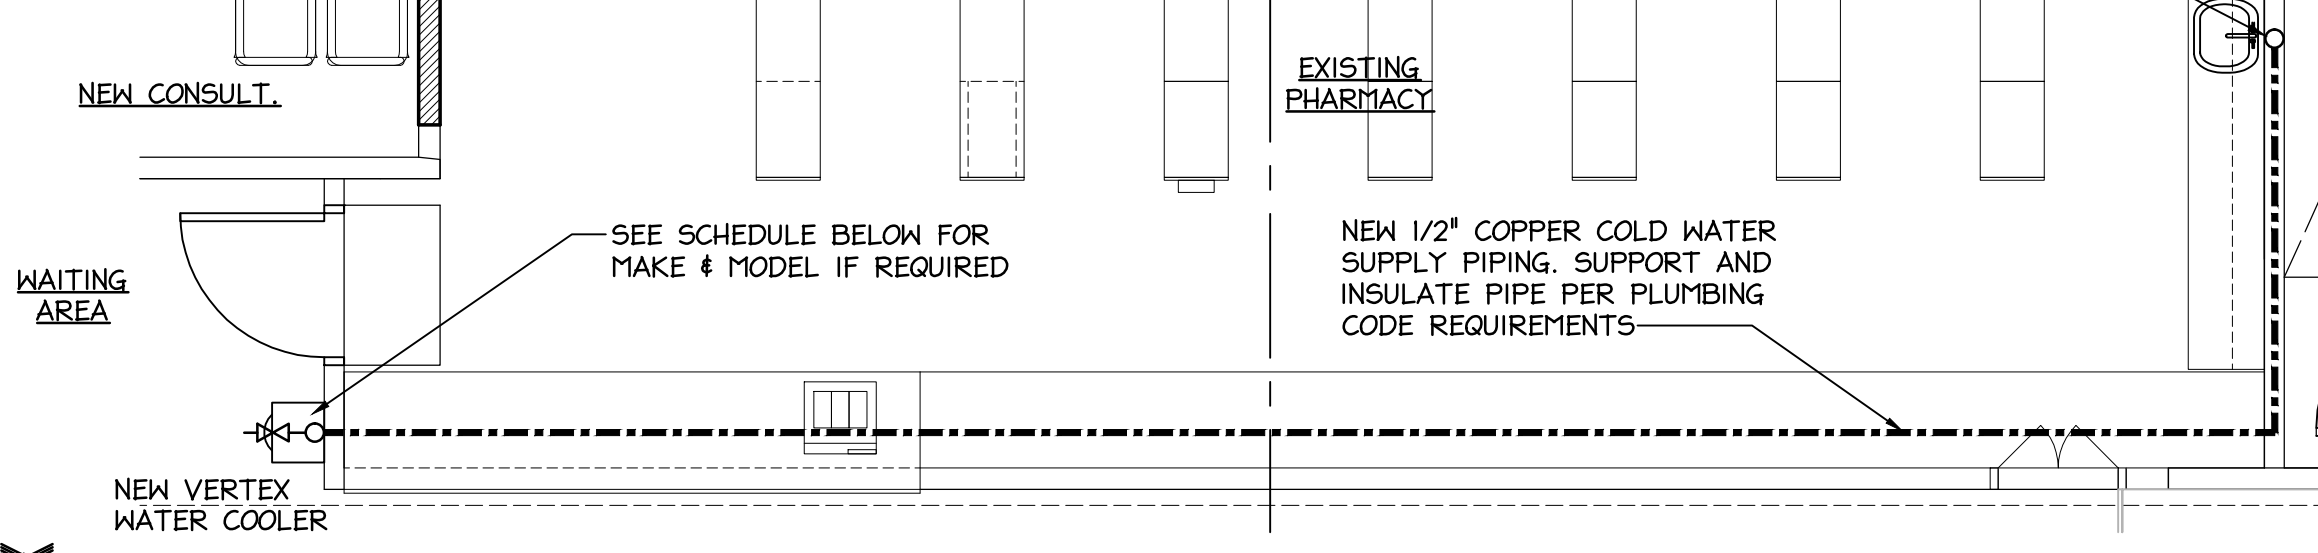 NEW CONSULT.
EXISTING
PHARMACY
WAITING
AREA
SEE SCHEDULE BELOW FOR
MAKE & MODEL IF REQUIRED
NEW 1/2" COPPER COLD WATER
SUPPLY PIPING. SUPPORT AND
INSULATE PIPE PER PLUMBING
CODE REQUIREMENTS
NEW VERTEX
WATER COOLER